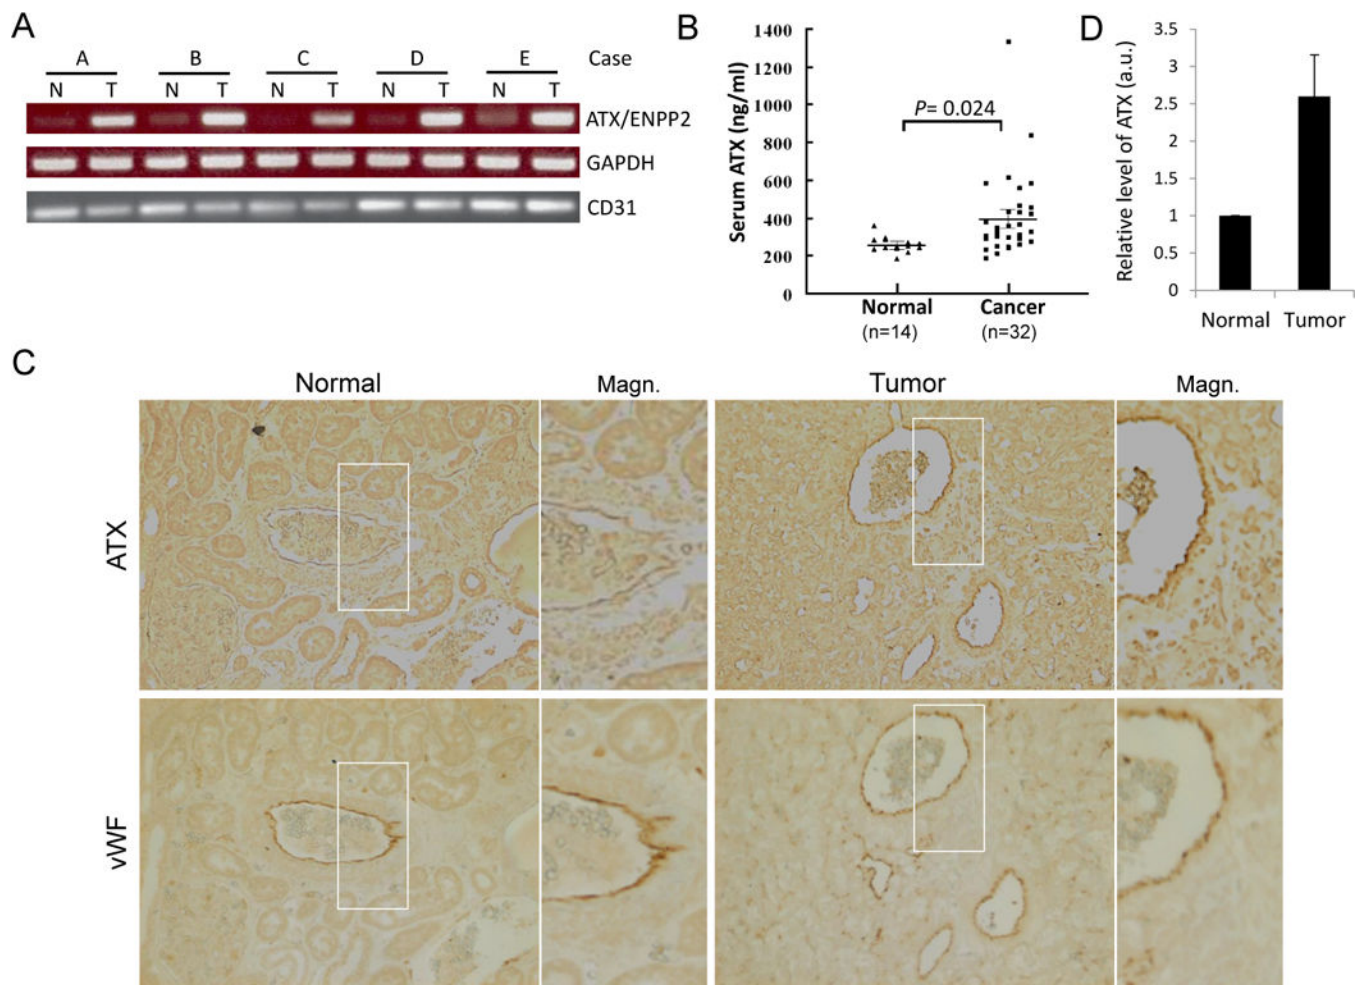 A
A B C D E Case
N T N T N T N T N T
ATX/ENPP2
GAPDH
CD31
B
Serum ATX (ng/ml)
1400
1200
1000
800
600
400
200
0
P= 0.024
Normal
(n=14)
Cancer
(n=32)
D
Relative level of ATX (a.u.)
3.5
3
2.5
2
1.5
1
0.5
0
Normal Tumor
C
Normal Magn. Tumor Magn.
ATX
vWF